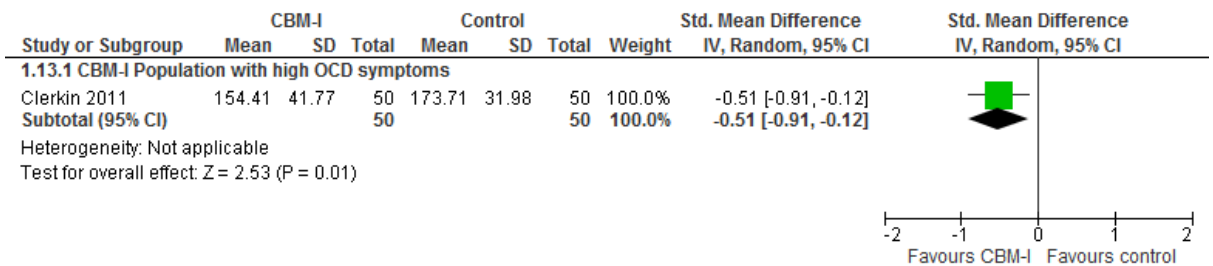 CBM-I Control Std. Mean Difference Std. Mean Difference
Study or Subgroup Mean SD Total Mean SD Total Weight IV, Random, 95% CI IV, Random, 95% CI
1.13.1 CBM-I Population with high OCD symptoms
Clerkin 2011 154.41 41.77 50 173.71 31.98 50 100.0% -0.51 [-0.91, -0.12]
Subtotal (95% CI) 50 50 100.0% -0.51 [-0.91, -0.12]
Heterogeneity: Not applicable
Test for overall effect: Z = 2.53 (P = 0.01)
-2 -1 0 1 2
Favours CBM-I Favours control